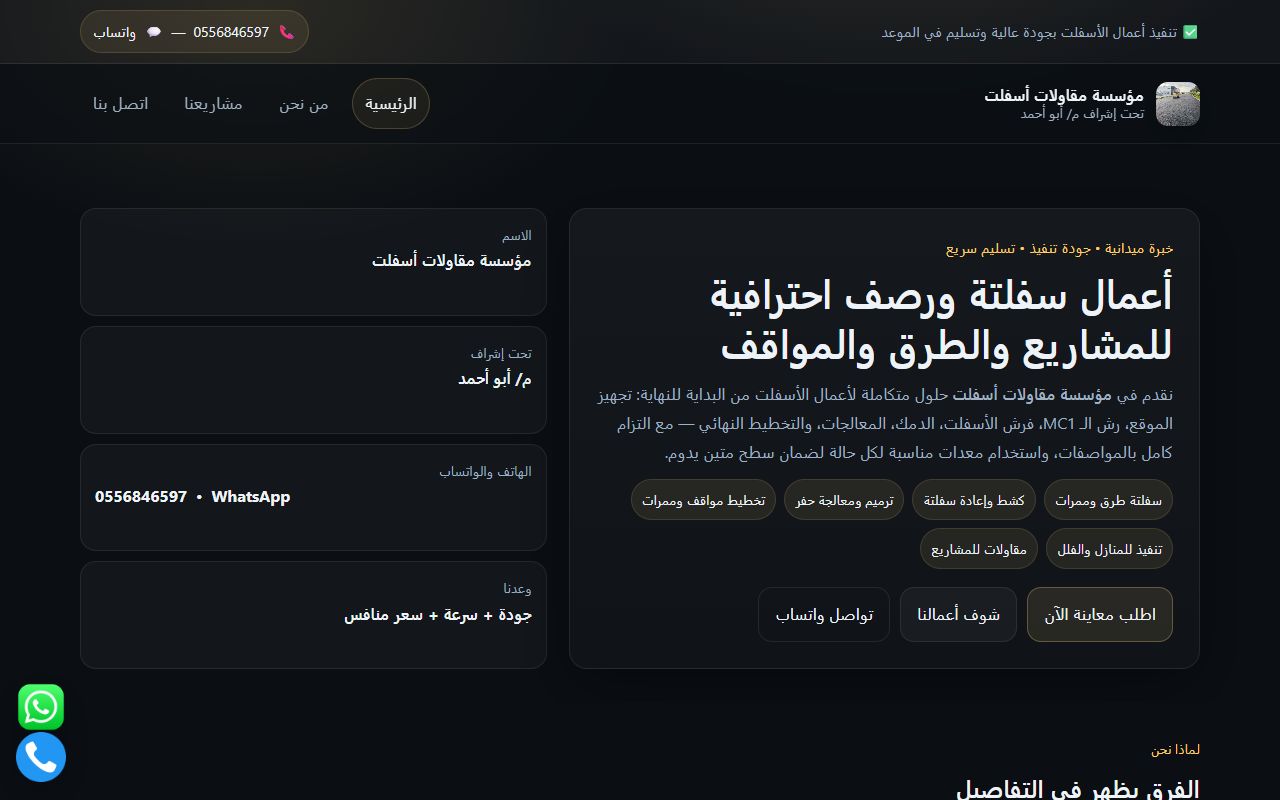 ✅ تنفيذ أعمال الأسفلت بجودة عالية وتسليم في الموعد
📞 0556846597 — 💬 واتساب
مؤسسة مقاولات أسفلت
تحت إشراف م/ أبو أحمد
الرئيسية
من نحن
مشاريعنا
اتصل بنا
خبرة ميدانية • جودة تنفيذ • تسليم سريع
أعمال سفلتة ورصف احترافية
للمشاريع والطرق والمواقف
نقدم في مؤسسة مقاولات أسفلت حلول متكاملة لأعمال الأسفلت من البداية للنهاية: تجهيز
الموقع، رش الـ MC1، فرش الأسفلت، الدمك، المعالجات، والتخطيط النهائي — مع التزام
كامل بالمواصفات، واستخدام معدات مناسبة لكل حالة لضمان سطح متين يدوم.
سفلتة طرق وممرات
كشط وإعادة سفلتة
ترميم ومعالجة حفر
تخطيط مواقف وممرات
تنفيذ للمنازل والفلل
مقاولات للمشاريع
اطلب معاينة الآن
شوف أعمالنا
تواصل واتساب
الاسم
مؤسسة مقاولات أسفلت
تحت إشراف
م/ أبو أحمد
الهاتف والواتساب
0556846597 • WhatsApp
وعدنا
جودة + سرعة + سعر منافس
لماذا نحن
الفرق يظهر في التفاصيل